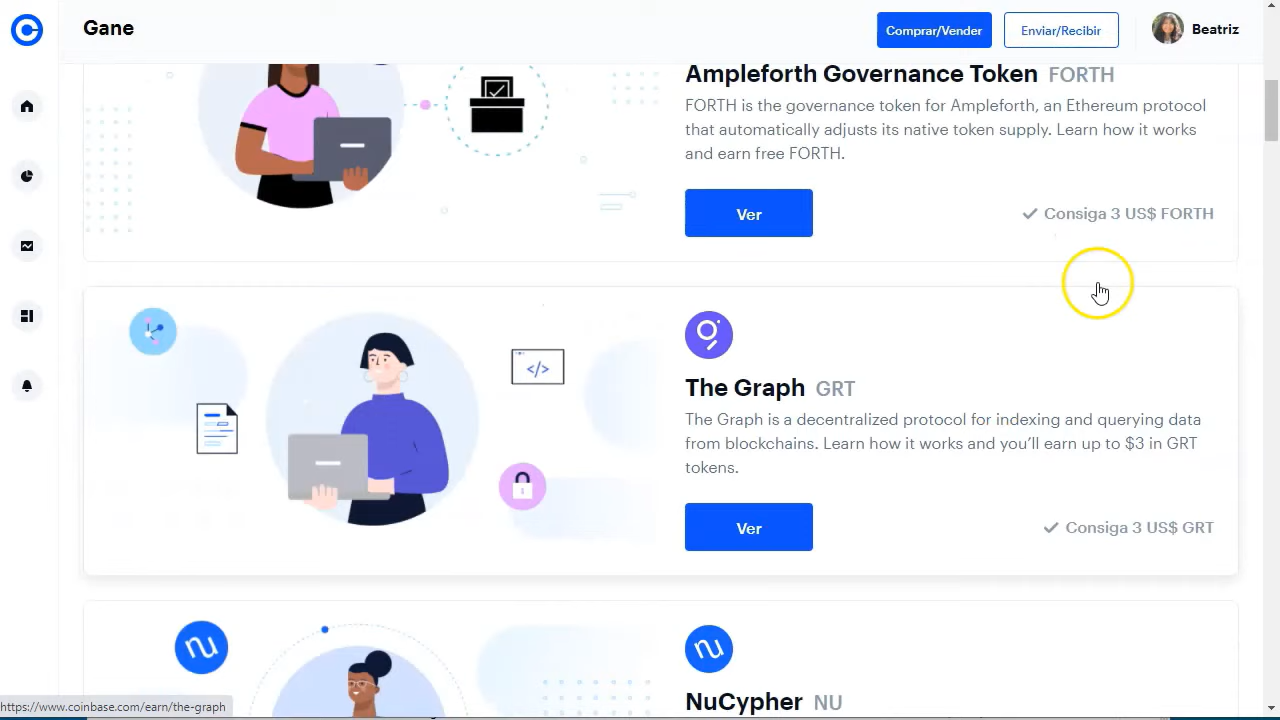 Gane
Comprar/Vender
Enviar/Recibir
Beatriz
Ampleforth Governance Token FORTH
FORTH is the governance token for Ampleforth, an Ethereum protocol
that automatically adjusts its native token supply. Learn how it works
and earn free FORTH.
Ver
Consiga 3 US$ FORTH
</>
The Graph GRT
The Graph is a decentralized protocol for indexing and querying data
from blockchains. Learn how it works and you’ll earn up to $3 in GRT
tokens.
Ver
Consiga 3 US$ GRT
NuCypher NU
https://www.coinbase.com/earn/the-graph